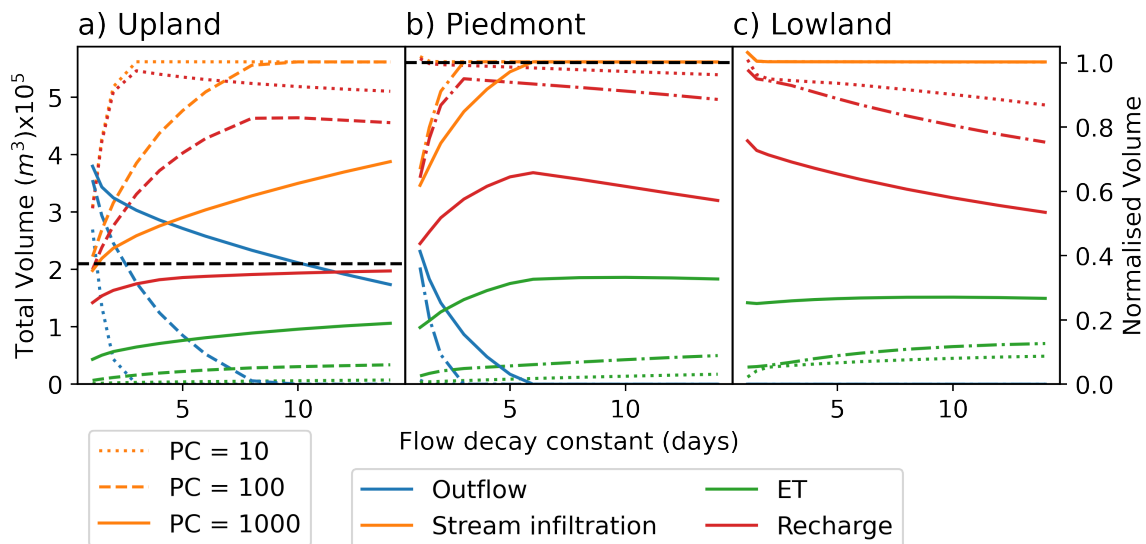 a) Upland
b) Piedmont
c) Lowland
Total Volume (m³)x10⁵
0
1
2
3
4
5
5
10
5
10
5
10
0.0
0.2
0.4
0.6
0.8
1.0
Normalised Volume
Flow decay constant (days)
PC = 10
PC = 100
PC = 1000
Outflow
Stream infiltration
ET
Recharge